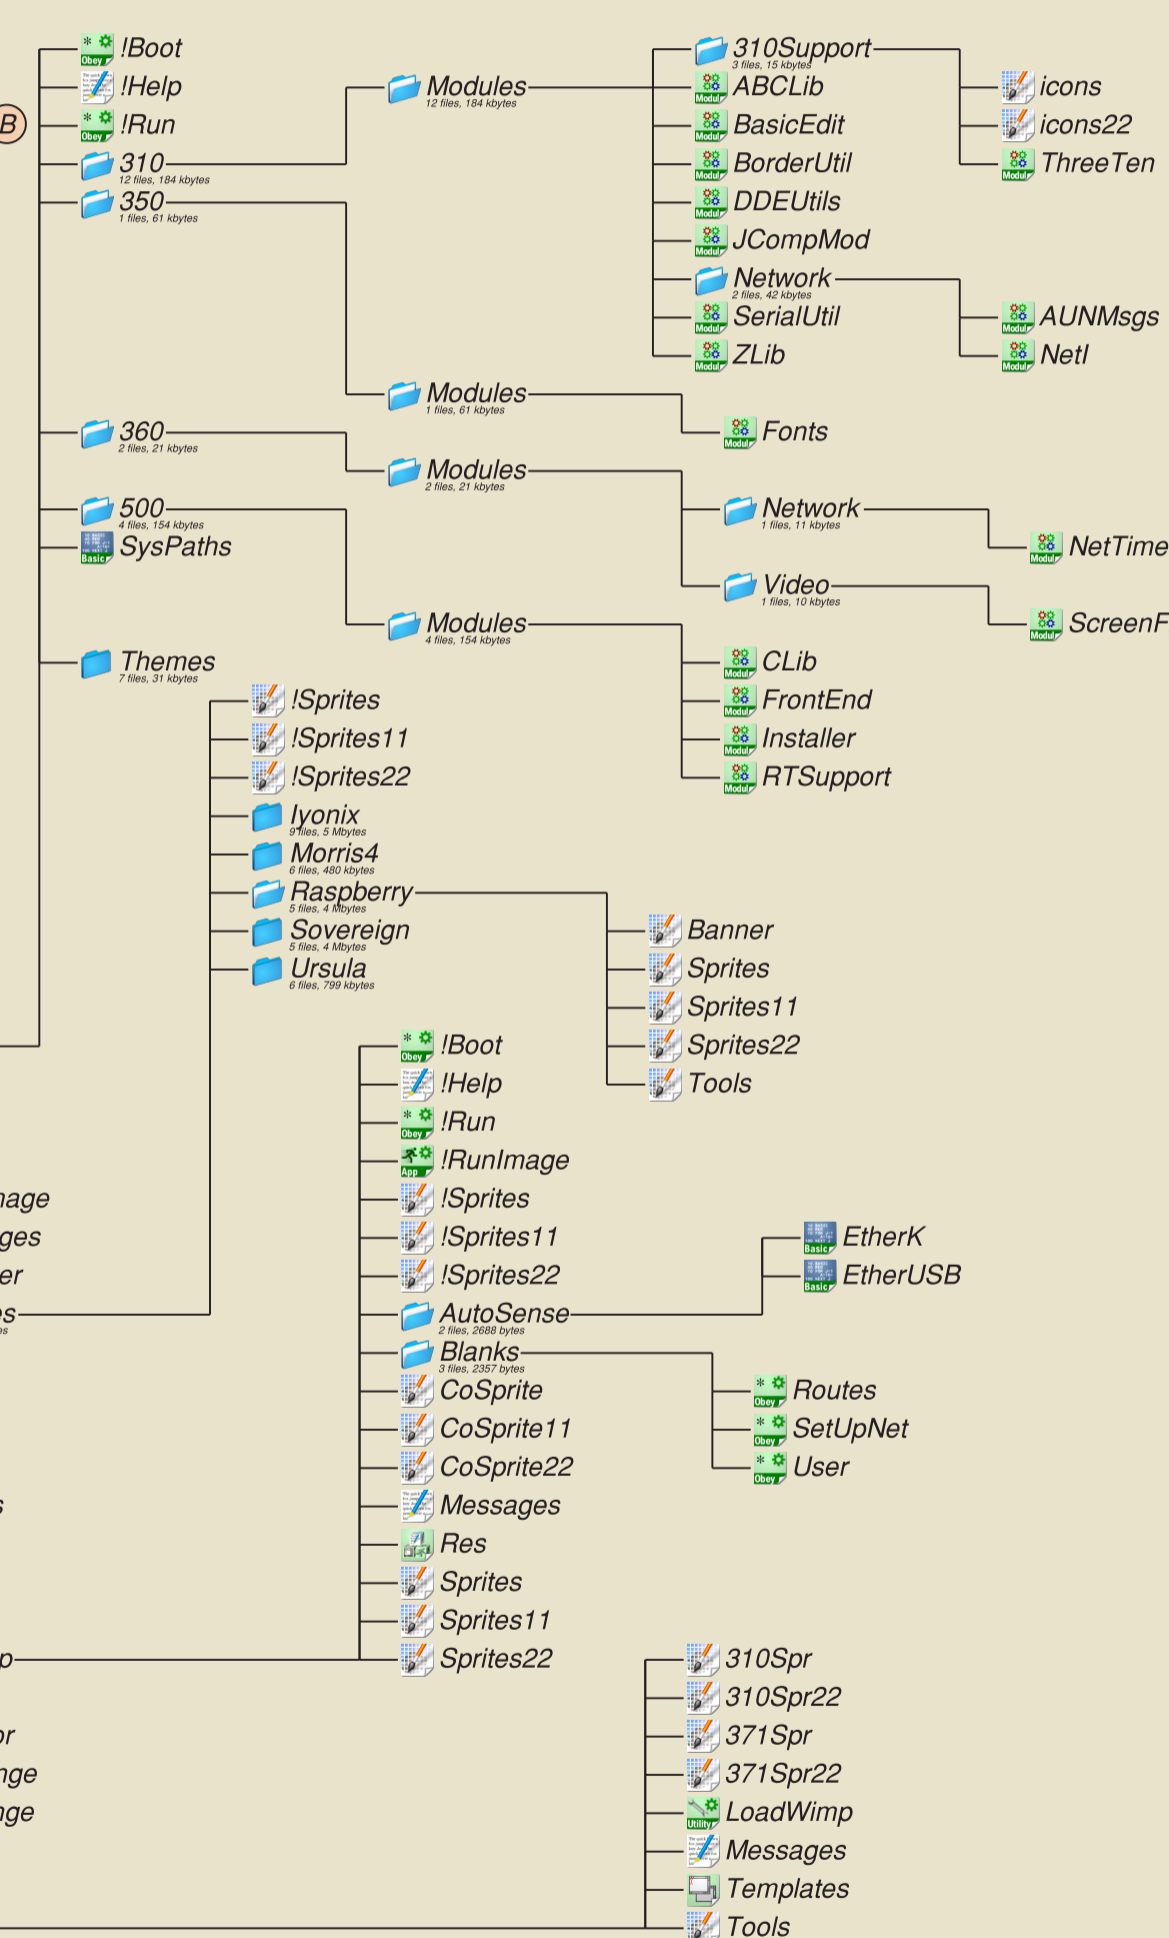 !Boot
310Support
3 files, 15 kbytes
!Help
Modules
12 files, 184 kbytes
ABCLib
icons
B
!Run
BasicEdit
icons22
310
12 files, 184 kbytes
BorderUtil
ThreeTen
350
1 files, 61 kbytes
DDEUtils
JCompMod
Network
2 files, 42 kbytes
SerialUtil
AUNMsgs
ZLib
NetI
Modules
1 files, 61 kbytes
360
2 files, 21 kbytes
Fonts
Modules
2 files, 21 kbytes
500
4 files, 154 kbytes
Network
1 files, 11 kbytes
SysPaths
NetTime
Video
1 files, 10 kbytes
Modules
4 files, 154 kbytes
ScreenF
Themes
7 files, 31 kbytes
CLib
!Sprites
FrontEnd
!Sprites11
Installer
!Sprites22
RTSupport
Iyonix
9 files, 5 Mbytes
Morris4
6 files, 480 kbytes
Raspberry
5 files, 4 Mbytes
Sovereign
5 files, 4 Mbytes
Banner
Ursula
6 files, 799 kbytes
Sprites
Sprites11
!Boot
Sprites22
!Help
Tools
!Run
!RunImage
nage
!Sprites
ges
!Sprites11
EtherK
er
!Sprites22
EtherUSB
es
AutoSense
2 files, 2688 bytes
Blanks
3 files, 2357 bytes
CoSprite
Routes
CoSprite11
SetUpNet
CoSprite22
User
s
Messages
Res
Sprites
Sprites11
p
Sprites22
310Spr
310Spr22
or
371Spr
nge
371Spr22
nge
LoadWimp
Messages
Templates
Tools